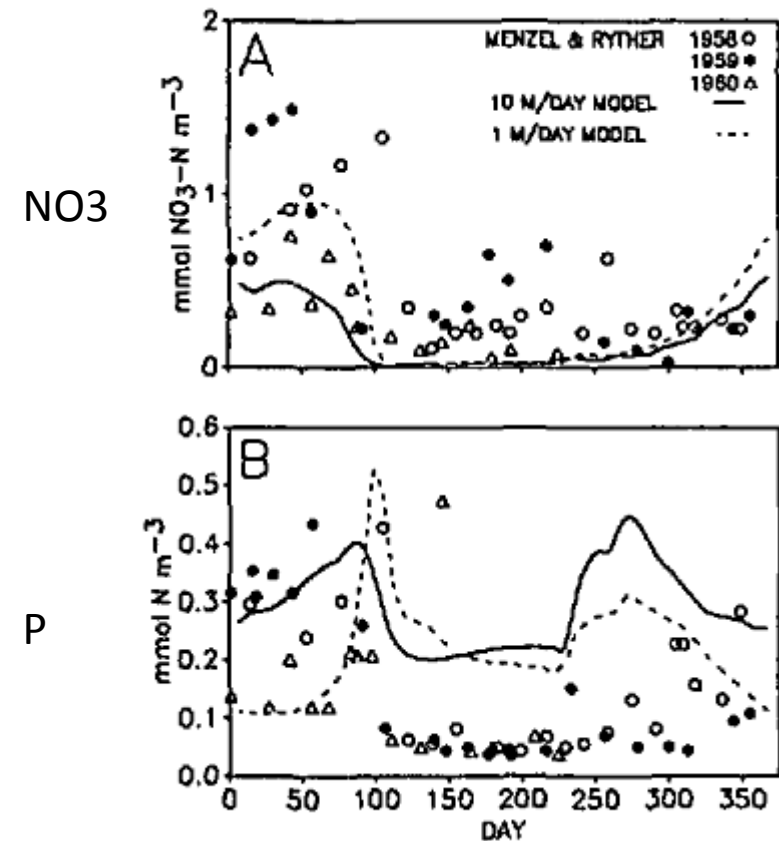 NO3
A
mmol NO3-N m-3
2
1
0
MENZEL & RYTHER 1958 ○
1959 ●
1960 △
10 M/DAY MODEL —
1 M/DAY MODEL ----
P
B
mmol N m-3
0.6
0.5
0.4
0.3
0.2
0.1
0.0
0 50 100 150 200 250 300 350
DAY